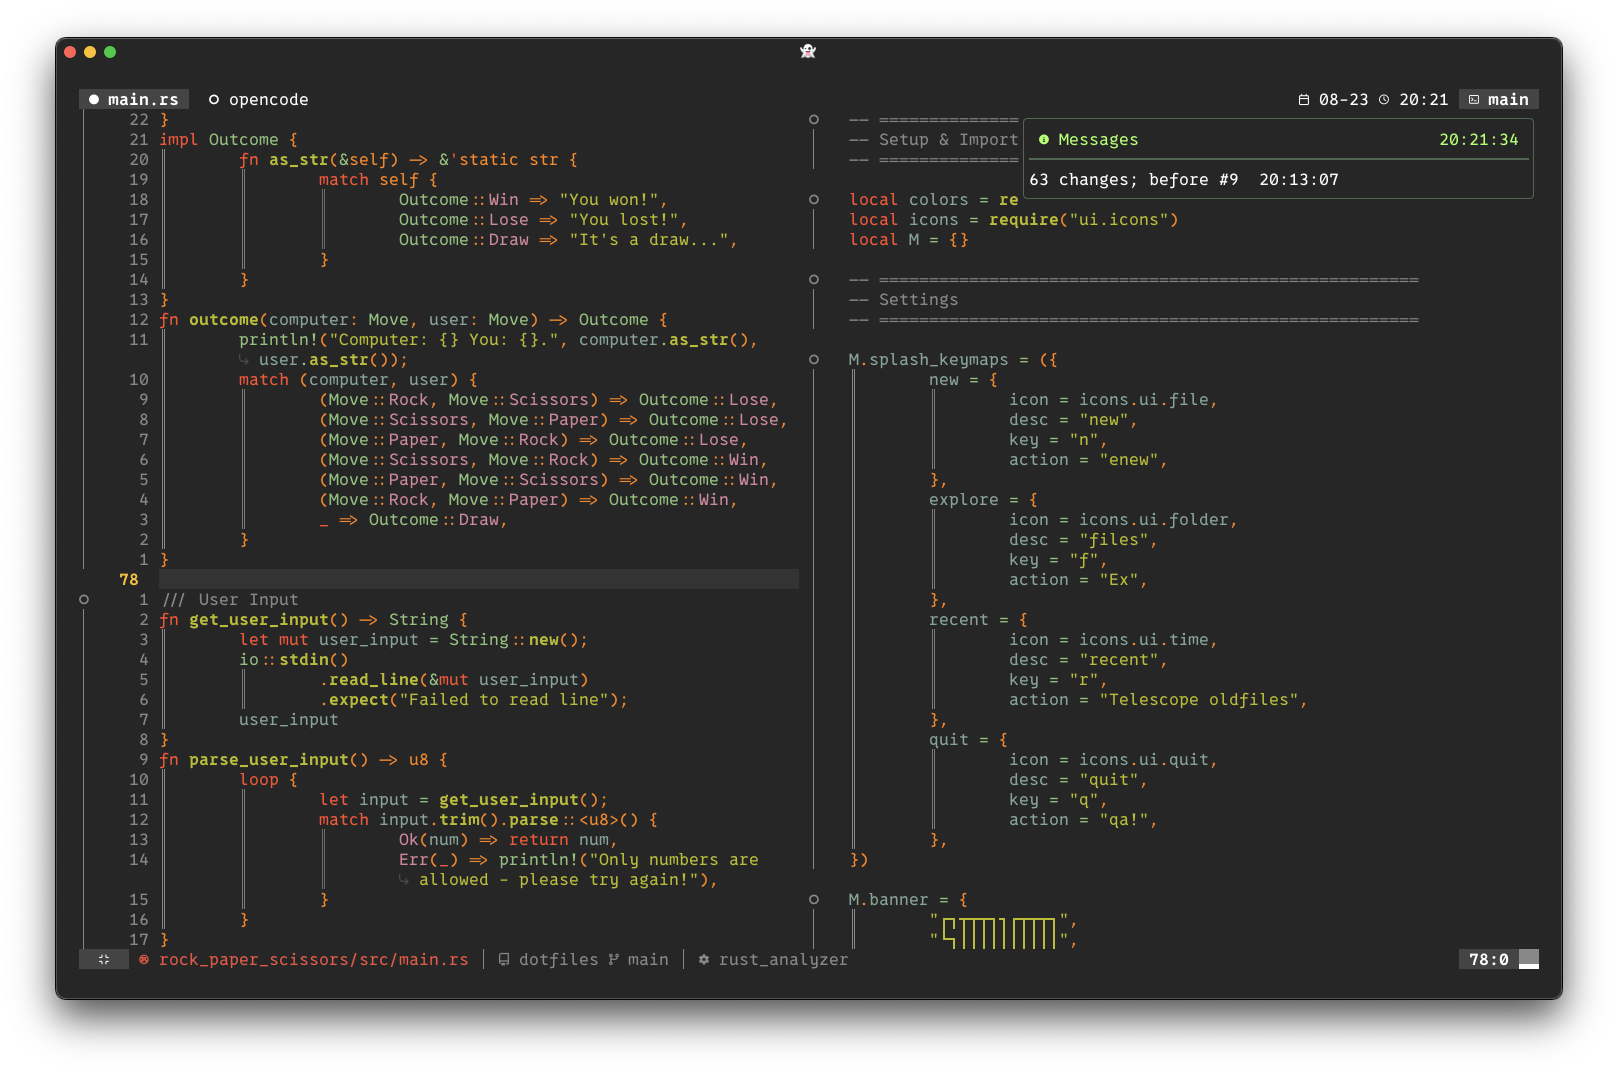 main.rs opencode 08-23 20:21 main
22 }
21 impl Outcome {
20 fn as_str(&self) -> &'static str {
19 match self {
18 Outcome::Win => "You won!",
17 Outcome::Lose => "You lost!",
16 Outcome::Draw => "It's a draw...",
15 }
14 }
13 }
12 fn outcome(computer: Move, user: Move) -> Outcome {
11 println!("Computer: {} You: {}.", computer.as_str(),
user.as_str());
10 match (computer, user) {
9 (Move::Rock, Move::Scissors) => Outcome::Lose,
8 (Move::Scissors, Move::Paper) => Outcome::Lose,
7 (Move::Paper, Move::Rock) => Outcome::Lose,
6 (Move::Scissors, Move::Rock) => Outcome::Win,
5 (Move::Paper, Move::Scissors) => Outcome::Win,
4 (Move::Rock, Move::Paper) => Outcome::Win,
3 _ => Outcome::Draw,
2 }
1 }
78
1 /// User Input
2 fn get_user_input() -> String {
3 let mut user_input = String::new();
4 io::stdin()
5 .read_line(&mut user_input)
6 .expect("Failed to read line");
7 user_input
8 }
9 fn parse_user_input() -> u8 {
10 loop {
11 let input = get_user_input();
12 match input.trim().parse::<u8>() {
13 Ok(num) => return num,
14 Err(_) => println!("Only numbers are
allowed - please try again!"),
15 }
16 }
17 }
-- ==============
-- Setup & Import
-- ==============
Messages 20:21:34
63 changes; before #9 20:13:07
local colors = re
local icons = require("ui.icons")
local M = {}
-- ======================================================
-- Settings
-- ======================================================
M.splash_keymaps = ({
new = {
icon = icons.ui.file,
desc = "new",
key = "n",
action = "enew",
},
explore = {
icon = icons.ui.folder,
desc = "files",
key = "f",
action = "Ex",
},
recent = {
icon = icons.ui.time,
desc = "recent",
key = "r",
action = "Telescope oldfiles",
},
quit = {
icon = icons.ui.quit,
desc = "quit",
key = "q",
action = "qa!",
},
})
M.banner = {
rock_paper_scissors/src/main.rs dotfiles main rust_analyzer 78:0